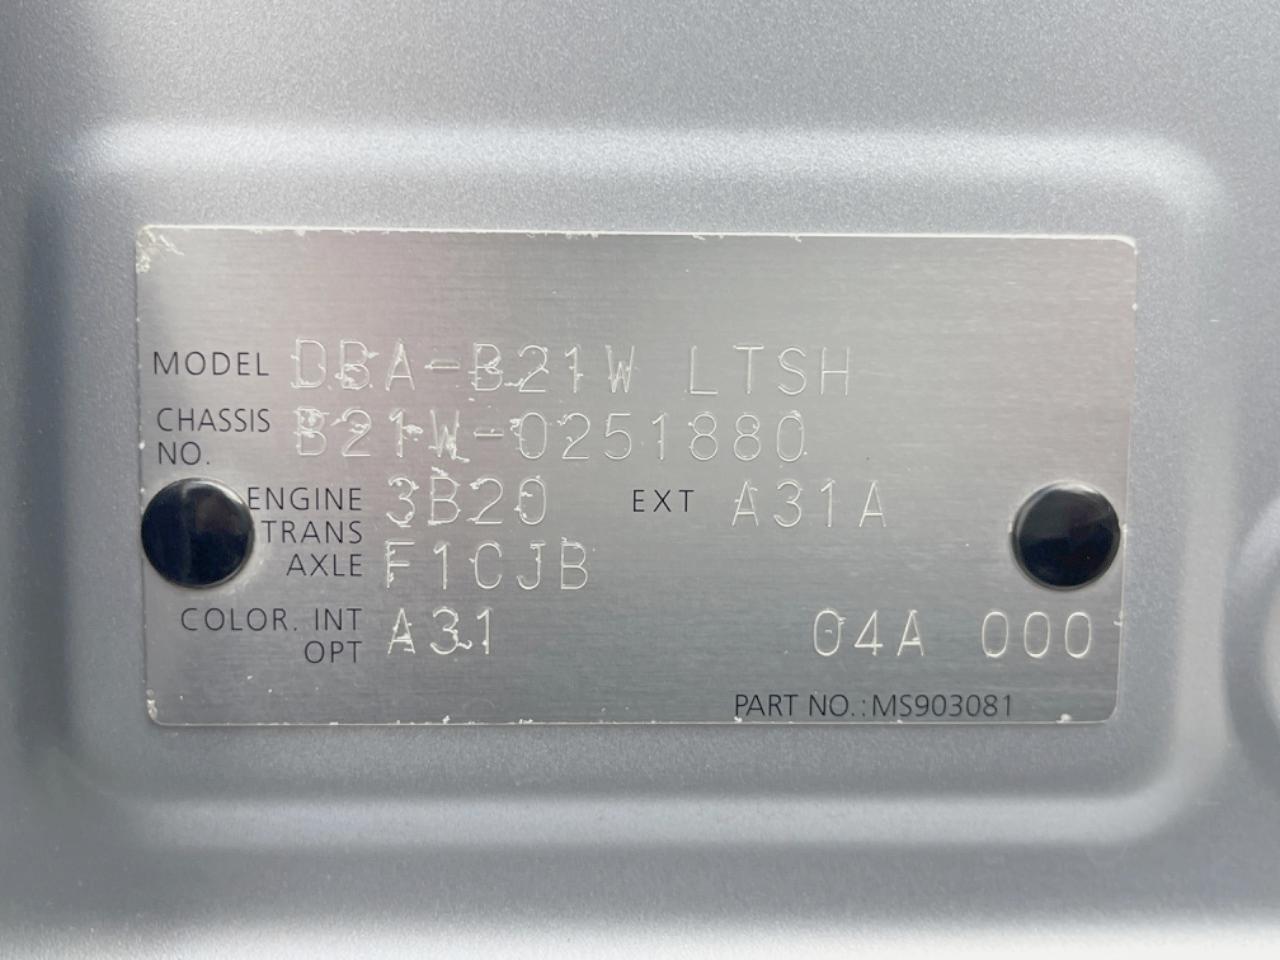 MODEL DBA-B21W LTSH
CHASSIS
NO. B21W-0251880
ENGINE 3B20 EXT A31A
TRANS
AXLE F1CJB
COLOR. INT
OPT A31 04A 000
PART NO.:MS903081